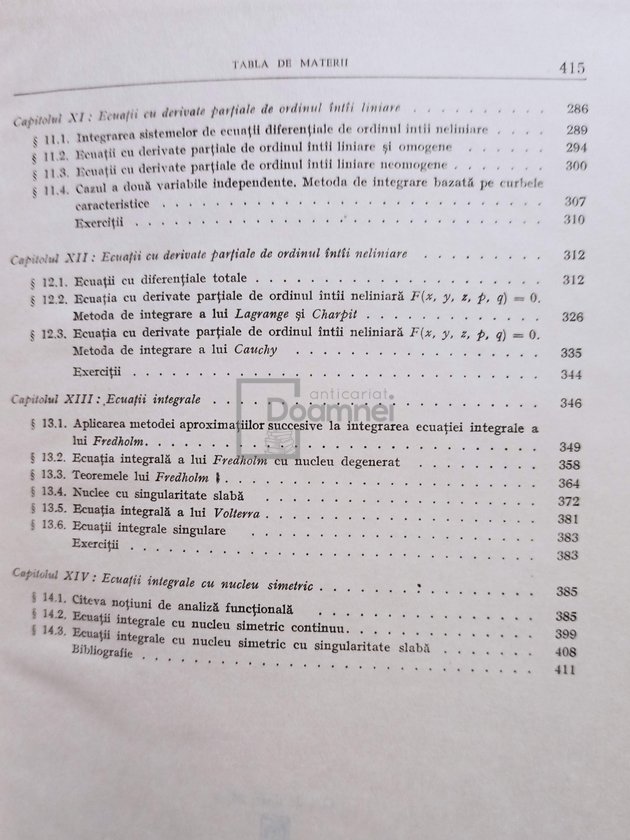 TABLA DE MATERII 415
Capitolul XI: Ecuații cu derivate parțiale de ordinul întîi liniare . . . . . . . . . . 286
§ 11.1. Integrarea sistemelor de ecuații diferențiale de ordinul intii neliniare . . . . 289
§ 11.2. Ecuații cu derivate parțiale de ordinul intii liniare și omogene . . . . . . 294
§ 11.3. Ecuații cu derivate parțiale de ordinul intii liniare neomogene . . . . . . 300
§ 11.4. Cazul a două variabile independente. Metoda de integrare bazată pe curbele
caracteristice . . . . . . . . . . . . . . . . . . . . . . . 307
Exerciții . . . . . . . . . . . . . . . . . . . . . . . . . 310
Capitolul XII: Ecuații cu derivate parțiale de ordinul întîi neliniare . . . . . . . . . 312
§ 12.1. Ecuații cu diferențiale totale . . . . . . . . . . . . . . . . . 312
§ 12.2. Ecuația cu derivate parțiale de ordinul intii neliniară F(x, y, z, p, q) = 0.
Metoda de integrare a lui Lagrange și Charpit . . . . . . . . . . 326
§ 12.3. Ecuația cu derivate parțiale de ordinul intii neliniară F(x, y, z, p, q) = 0.
Metoda de integrare a lui Cauchy . . . . . . . . . . . . . . . 335
Exerciții . . . . . . . . . . . . . . . . . . . . . . . . . 344
Capitolul XIII: Ecuații integrale . . . . . . . . . . . . . . . . . . . . . 346
anticariat
Doamnei
§ 13.1. Aplicarea metodei aproximațiilor succesive la integrarea ecuației integrale a
lui Fredholm . . . . . . . . . . . . . . . . . . . . . . . . 349
§ 13.2. Ecuația integrală a lui Fredholm cu nucleu degenerat . . . . . . . . 358
§ 13.3. Teoremele lui Fredholm . . . . . . . . . . . . . . . . . . . 364
§ 13.4. Nuclee cu singularitate slabă . . . . . . . . . . . . . . . . . 372
§ 13.5. Ecuația integrală a lui Volterra . . . . . . . . . . . . . . . . 381
§ 13.6. Ecuații integrale singulare . . . . . . . . . . . . . . . . . . 383
Exerciții . . . . . . . . . . . . . . . . . . . . . . . . . 383
Capitolul XIV: Ecuații integrale cu nucleu simetric . . . . . . . . . . . . . . 385
§ 14.1. Citeva noțiuni de analiză funcțională . . . . . . . . . . . . . . 385
§ 14.2. Ecuații integrale cu nucleu simetric continuu . . . . . . . . . . . 399
§ 14.3. Ecuații integrale cu nucleu simetric cu singularitate slabă . . . . . . 408
Bibliografie . . . . . . . . . . . . . . . . . . . . . . . . 411